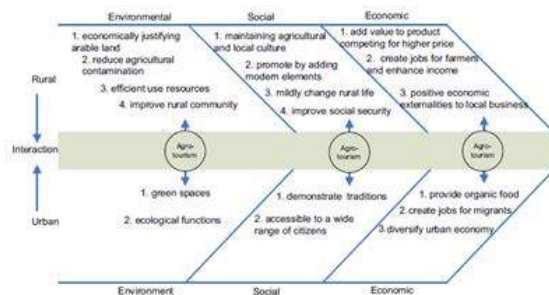 Environmental Social Economic
1. economically justifying
arable land
2. reduce agricultural
contamination
3. efficient use resources
4. improve rural community
1. maintaining agricultural
and local culture
2. promote by adding
modern elements
3. mildly change rural life
4. improve social security
1. add value to product
competing for higher price
2. create jobs for farment
and enhance income
3. positive economic
externalities to local business
Rural
Interaction
Urban
Agro-
tourism
Agro-
tourism
Agro-
tourism
1. green spaces
2. ecological functions
1. demonstrate traditions
2. accessible to a wide
range of citizens
1. provide organic food
2. create jobs for migrants
3. diversify urban economy
Environment Social Economic